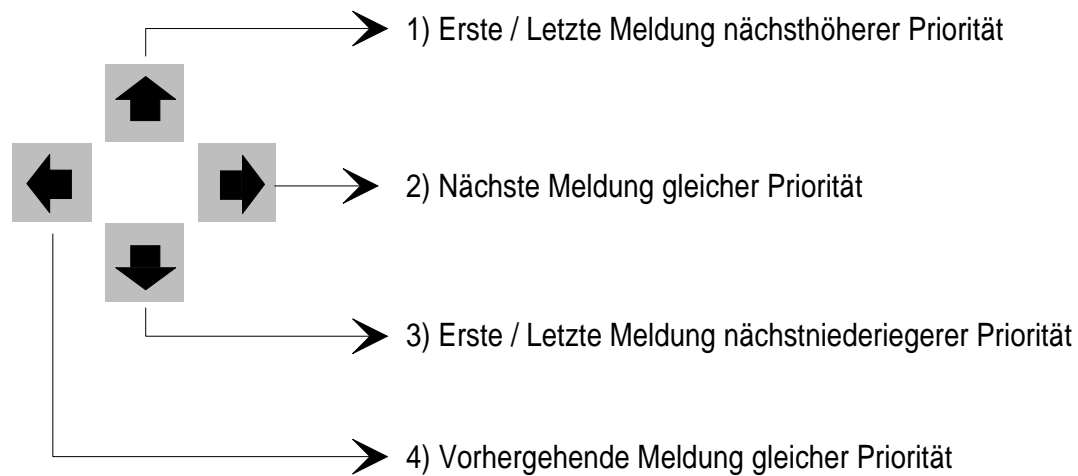 1) Erste / Letzte Meldung nächsthöherer Priorität
2) Nächste Meldung gleicher Priorität
3) Erste / Letzte Meldung nächstniederiegerer Priorität
4) Vorhergehende Meldung gleicher Priorität